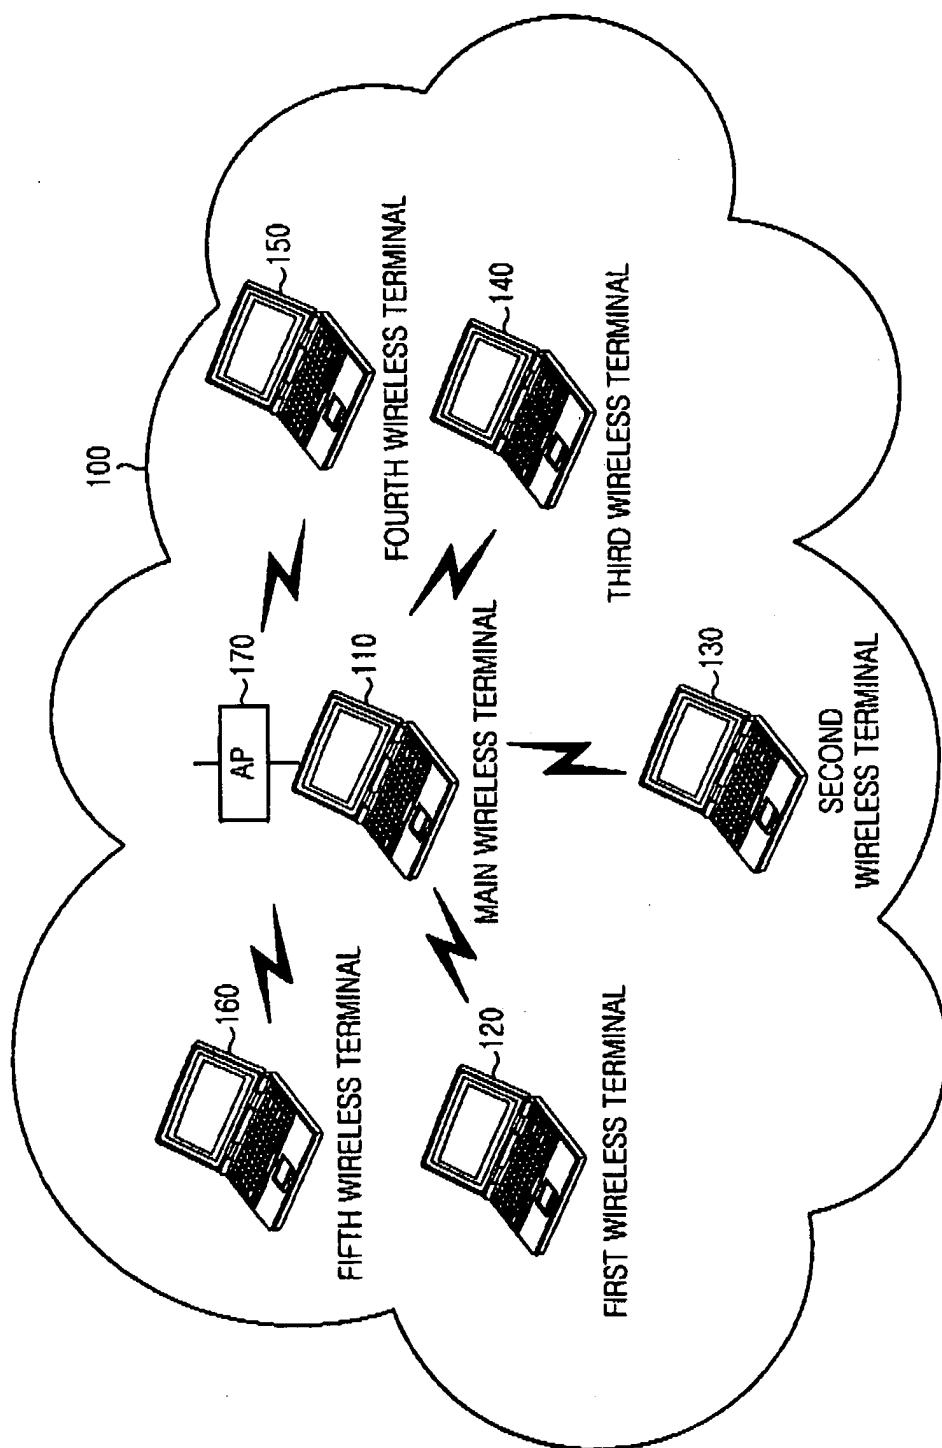 100
AP
170
110
MAIN WIRELESS TERMINAL
160
FIFTH WIRELESS TERMINAL
150
FOURTH WIRELESS TERMINAL
120
FIRST WIRELESS TERMINAL
140
THIRD WIRELESS TERMINAL
130
SECOND
WIRELESS TERMINAL